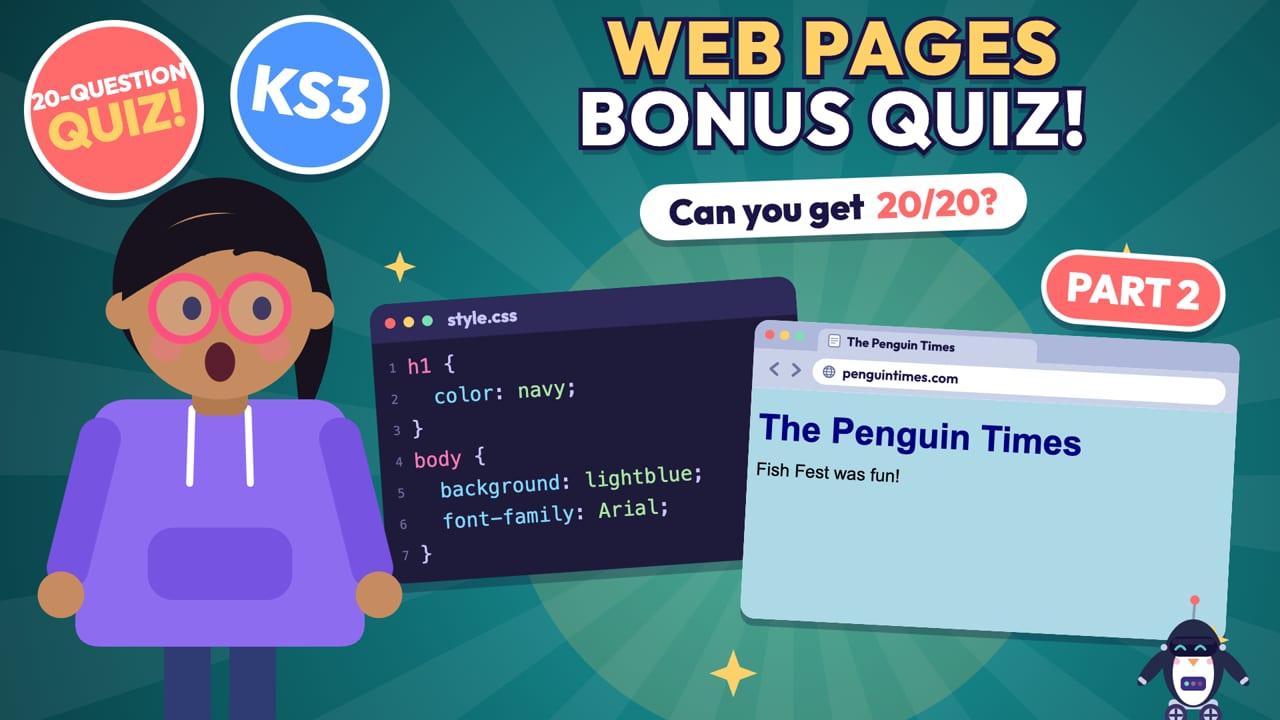 20-QUESTION
QUIZ!
KS3
WEB PAGES
BONUS QUIZ!
Can you get 20/20?
PART 2
style.css
1 h1 {
2 color: navy;
3 }
4 body {
5 background: lightblue;
6 font-family: Arial;
7 }
The Penguin Times
penguintimes.com
The Penguin Times
Fish Fest was fun!